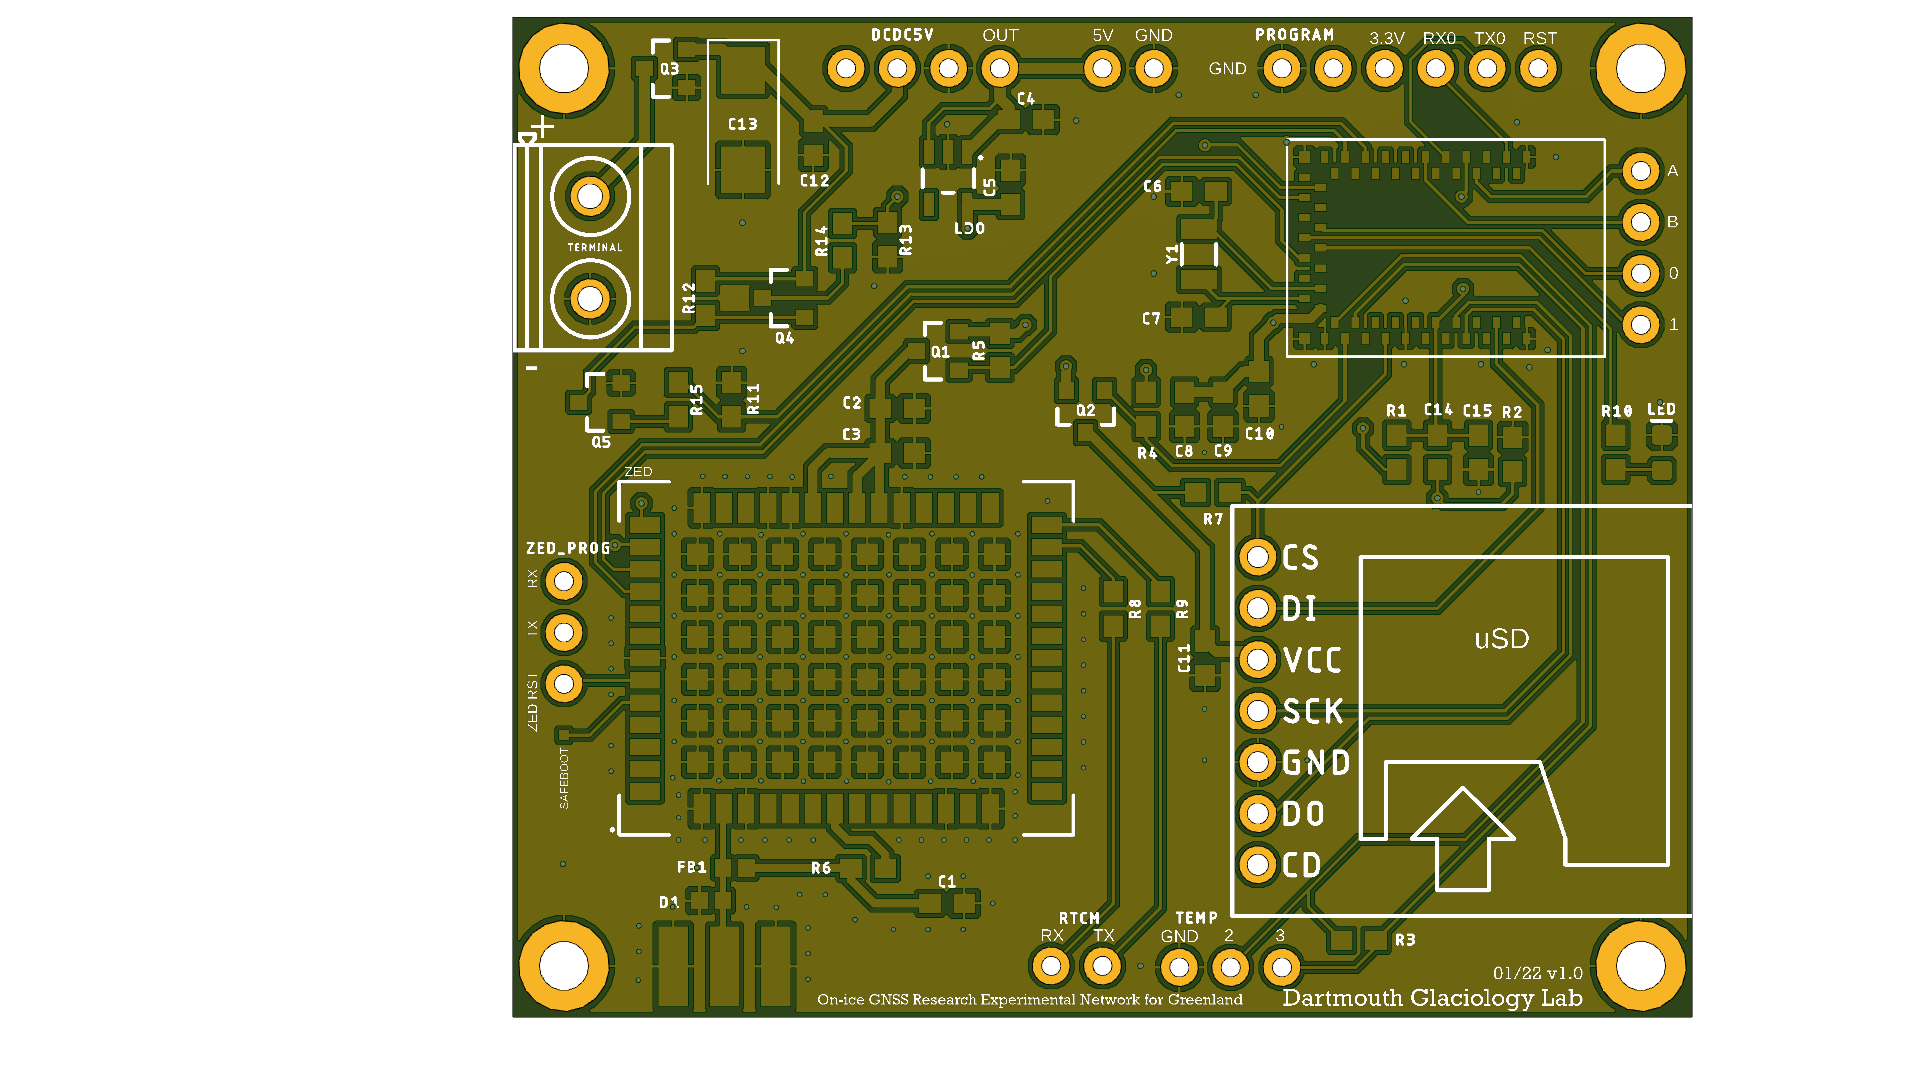 DCDC5V
OUT
5V
GND
PROGRAM
3.3V
RX0
TX0
RST
GND
Q3
+
C13
C4
C12
C5
LDO
C6
A
B
0
1
TERMINAL
R14
R13
Y1
R12
C7
Q4
Q1
R5
-
Q5
R15
R11
C2
C3
Q2
R4
C8
C9
C10
R1
C14
C15
R2
R10
LED
ZED
R7
ZED_PROG
RX
TX
ZED RST
SAFEBOOT
R8
R9
C11
CS
DI
VCC
SCK
GND
DO
CD
uSD
FB1
R6
D1
C1
RTCM
RX
TX
TEMP
GND
2
3
R3
01/22 v1.0
On-ice GNSS Research Experimental Network for Greenland
Dartmouth Glaciology Lab